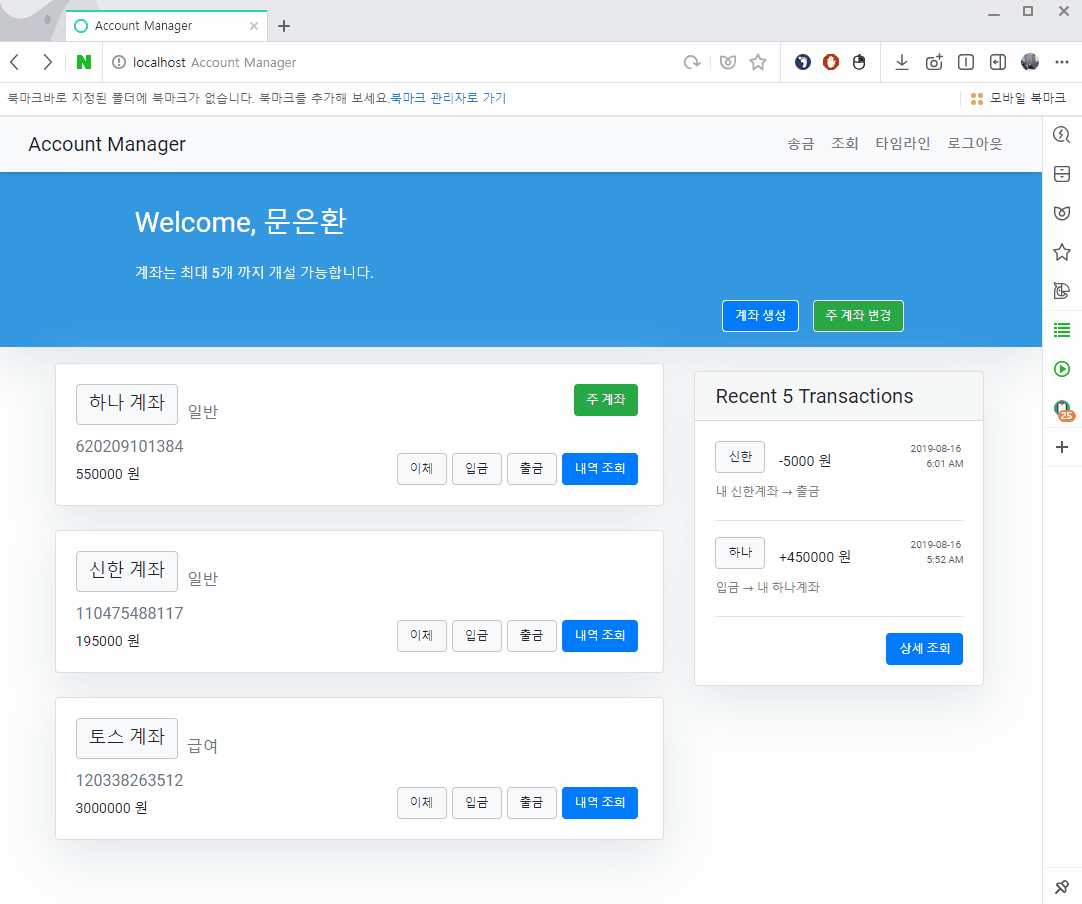 Account Manager
N localhost Account Manager
북마크바로 지정된 폴더에 북마크가 없습니다. 북마크를 추가해 보세요.북마크 관리자로 가기
모바일 북마크
Account Manager
송금 조회 타임라인 로그아웃
Welcome, 문은환
계좌는 최대 5개 까지 개설 가능합니다.
계좌 생성 주 계좌 변경
하나 계좌 일반
주 계좌
620209101384
550000 원
이체 입금 출금 내역 조회
신한 계좌 일반
110475488117
195000 원
이체 입금 출금 내역 조회
토스 계좌 급여
120338263512
3000000 원
이체 입금 출금 내역 조회
Recent 5 Transactions
신한 -5000 원
2019-08-16
6:01 AM
내 신한계좌 → 출금
하나 +450000 원
2019-08-16
5:52 AM
입금 → 내 하나계좌
상세 조회
25